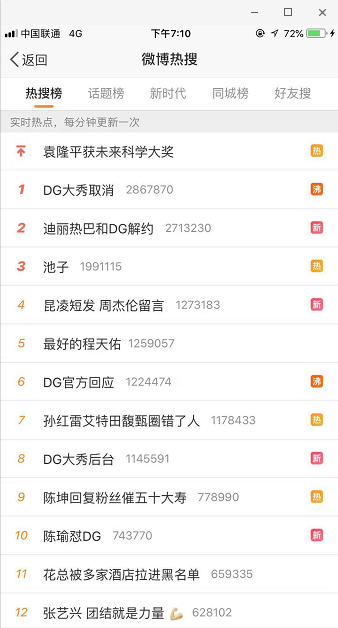 中国联通 4G 下午7:10 72%
返回 微博热搜
热搜榜 话题榜 新时代 同城榜 好友搜
实时热点，每分钟更新一次
袁隆平获未来科学大奖 热
1 DG大秀取消 2867870 沸
2 迪丽热巴和DG解约 2713230 新
3 池子 1991115 热
4 昆凌短发 周杰伦留言 1273183 新
5 最好的程天佑 1259057
6 DG官方回应 1224474 沸
7 孙红雷艾特田馥甄圈错了人 1178433 热
8 DG大秀后台 1145591 新
9 陈坤回复粉丝催五十大寿 778990 热
10 陈瑜怼DG 743770 新
11 花总被多家酒店拉进黑名单 659335
12 张艺兴 团结就是力量 💪 628102